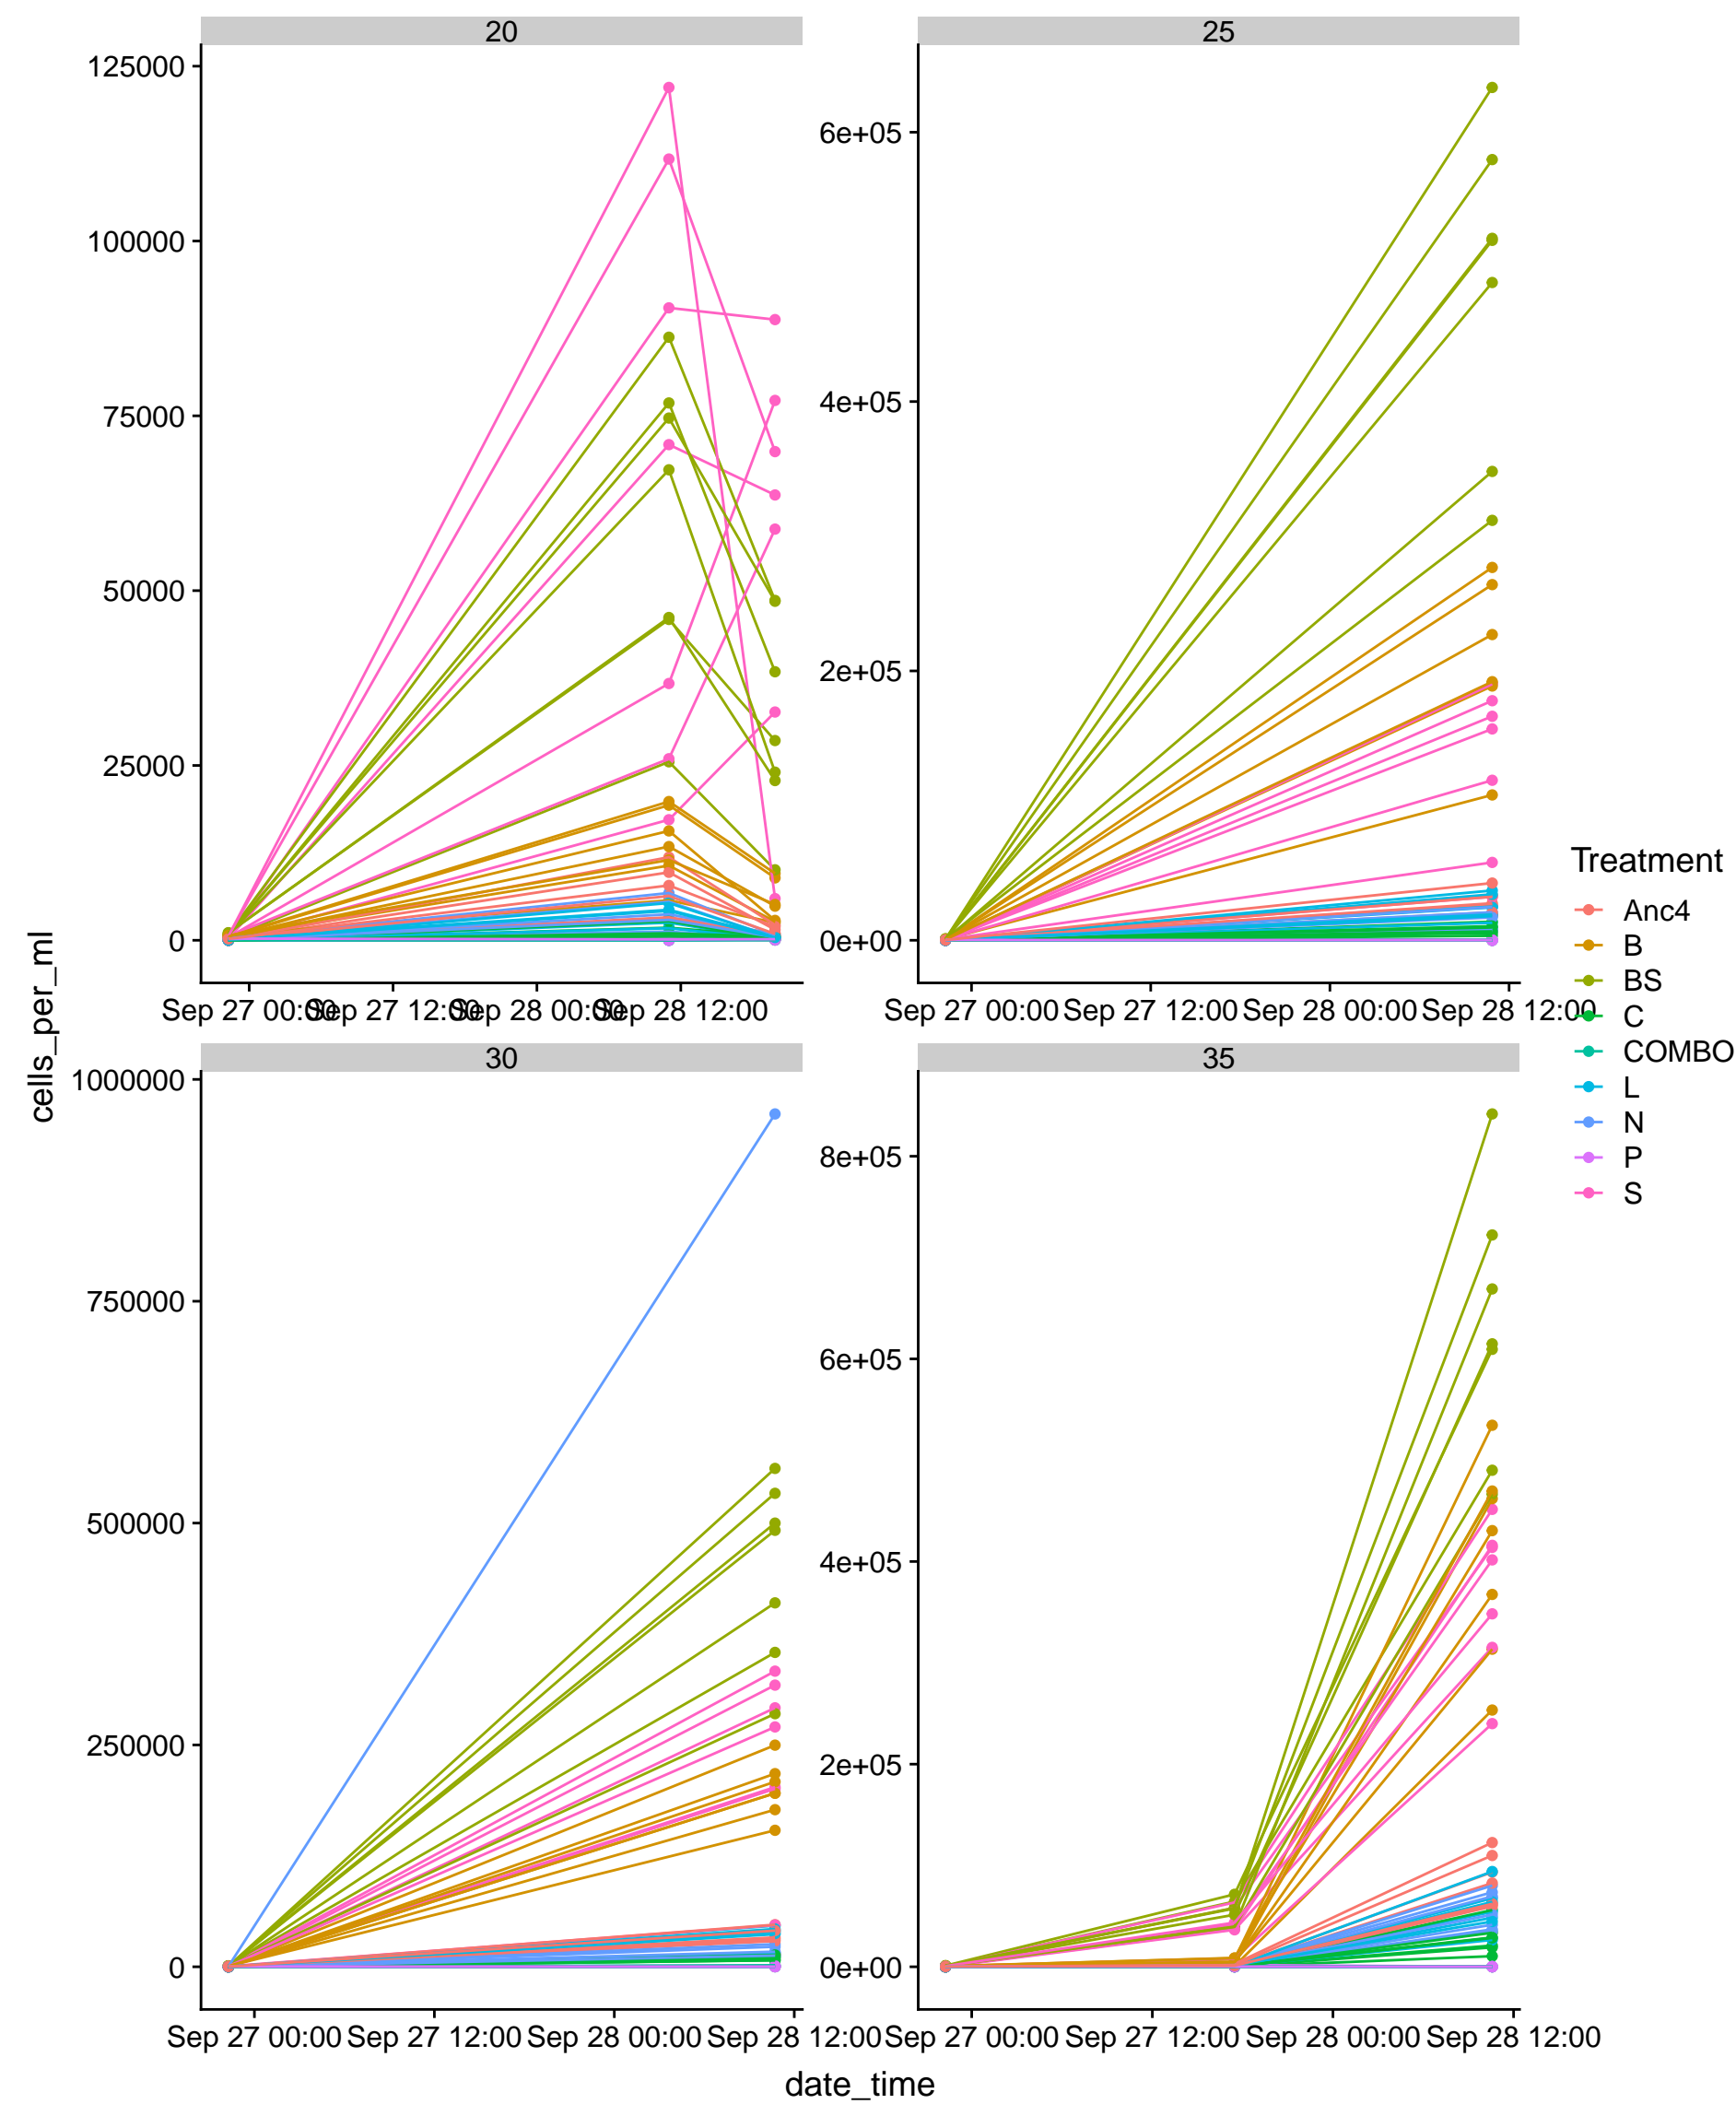 20
25
125000
100000
75000
50000
25000
0
6e+05
4e+05
2e+05
0e+00
Sep 27 00:00 Sep 27 12:00 Sep 28 00:00 Sep 28 12:00
Sep 27 00:00 Sep 27 12:00 Sep 28 00:00 Sep 28 12:00
30
35
1000000
750000
500000
250000
0
8e+05
6e+05
4e+05
2e+05
0e+00
Sep 27 00:00 Sep 27 12:00 Sep 28 00:00 Sep 28 12:00
Sep 27 00:00 Sep 27 12:00 Sep 28 00:00 Sep 28 12:00
cells_per_ml
date_time
Treatment
Anc4
B
BS
C
COMBO
L
N
P
S